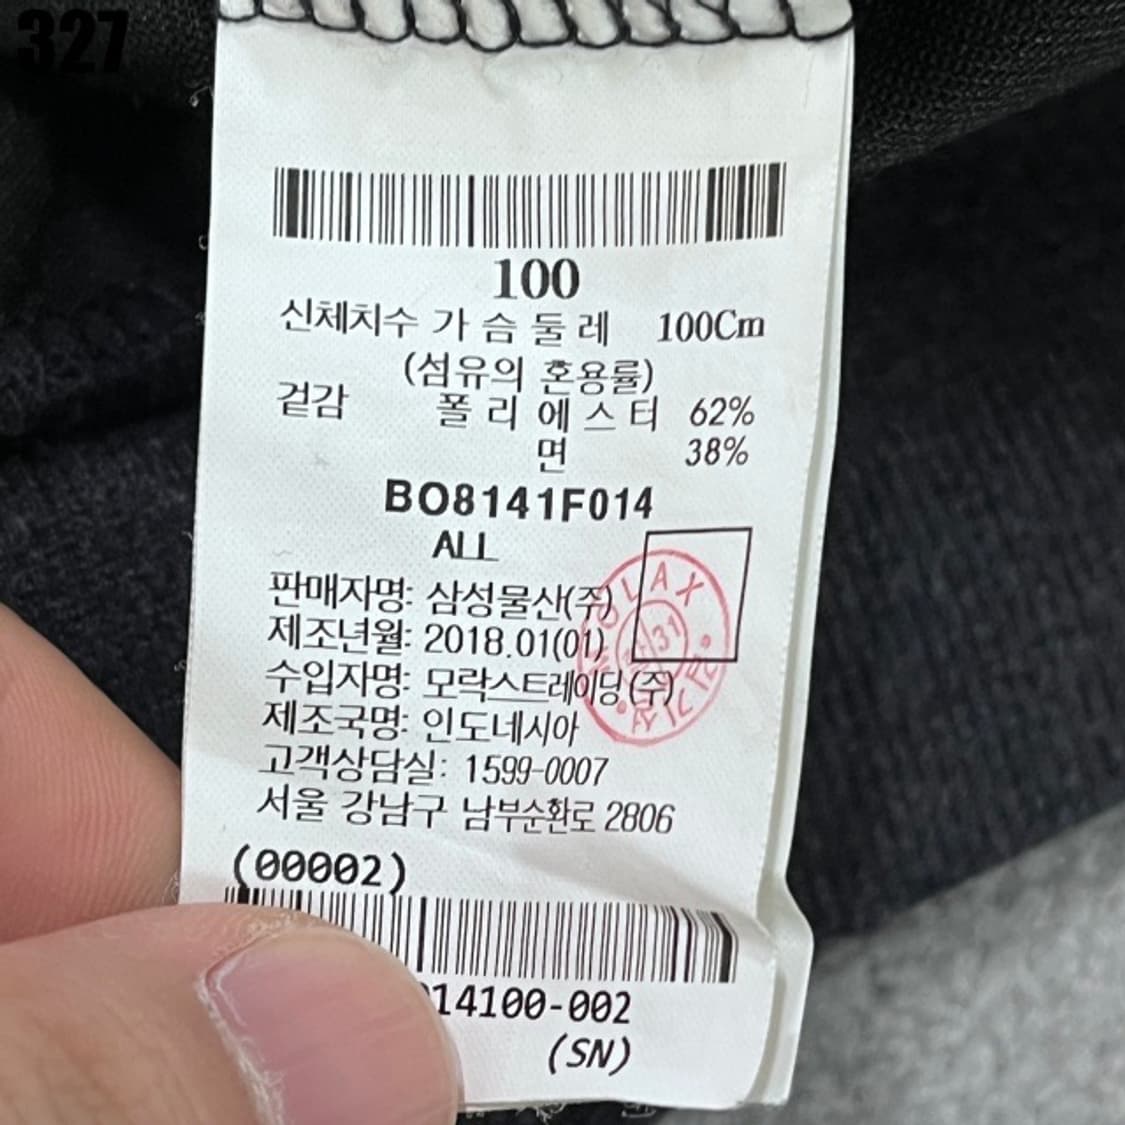 327
100
신체치수 가 슴 둘 레 100Cm
(섬유의 혼용률)
겉감 폴 리 에 스 터 62%
면 38%
BO8141F014
ALL
판매자명: 삼성물산(주)
제조년월: 2018.01(01)
수입자명: 모락스트레이딩(주)
제조국명: 인도네시아
고객상담실: 1599-0007
서울 강남구 남부순환로 2806
MOLAX
31
(00002)
14100-002
(SN)